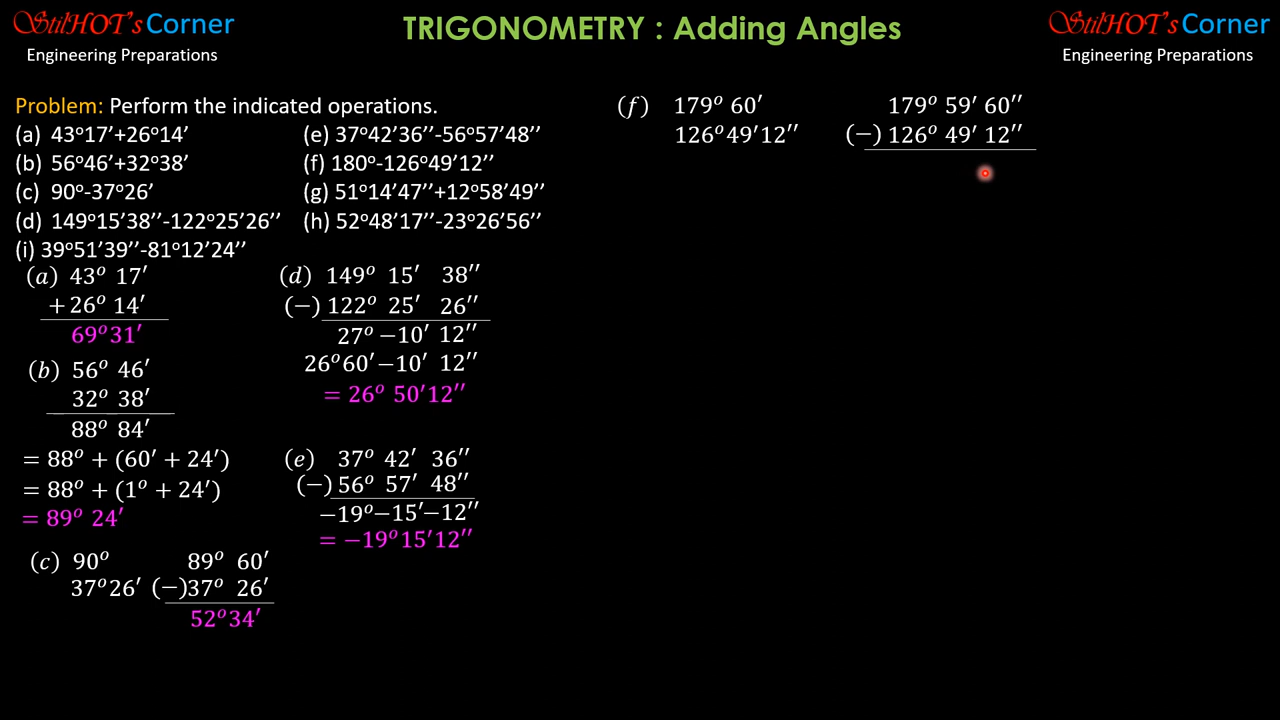 StilHOT's Corner
Engineering Preparations
TRIGONOMETRY : Adding Angles
StilHOT's Corner
Engineering Preparations
Problem: Perform the indicated operations.
(a) 43°17'+26°14'
(b) 56°46'+32°38'
(c) 90°-37°26'
(d) 149°15'38''-122°25'26''
(i) 39°51'39''-81°12'24''
(e) 37°42'36''-56°57'48''
(f) 180°-126°49'12''
(g) 51°14'47''+12°58'49''
(h) 52°48'17''-23°26'56''
(a) 43° 17′
+ 26° 14′
69°31′
(b) 56° 46′
32° 38′
88° 84′
= 88° + (60′ + 24′)
= 88° + (1° + 24′)
= 89° 24′
(c) 90° 89° 60′
37°26′ (−)37° 26′
52°34′
(d) 149° 15′ 38′′
(−) 122° 25′ 26′′
27° −10′ 12′′
26°60′ −10′ 12′′
= 26° 50′12′′
(e) 37° 42′ 36′′
(−) 56° 57′ 48′′
−19°−15′−12′′
= −19°15′12′′
(f) 179° 60′ 179° 59′ 60′′
126°49′12′′ (−) 126° 49′ 12′′